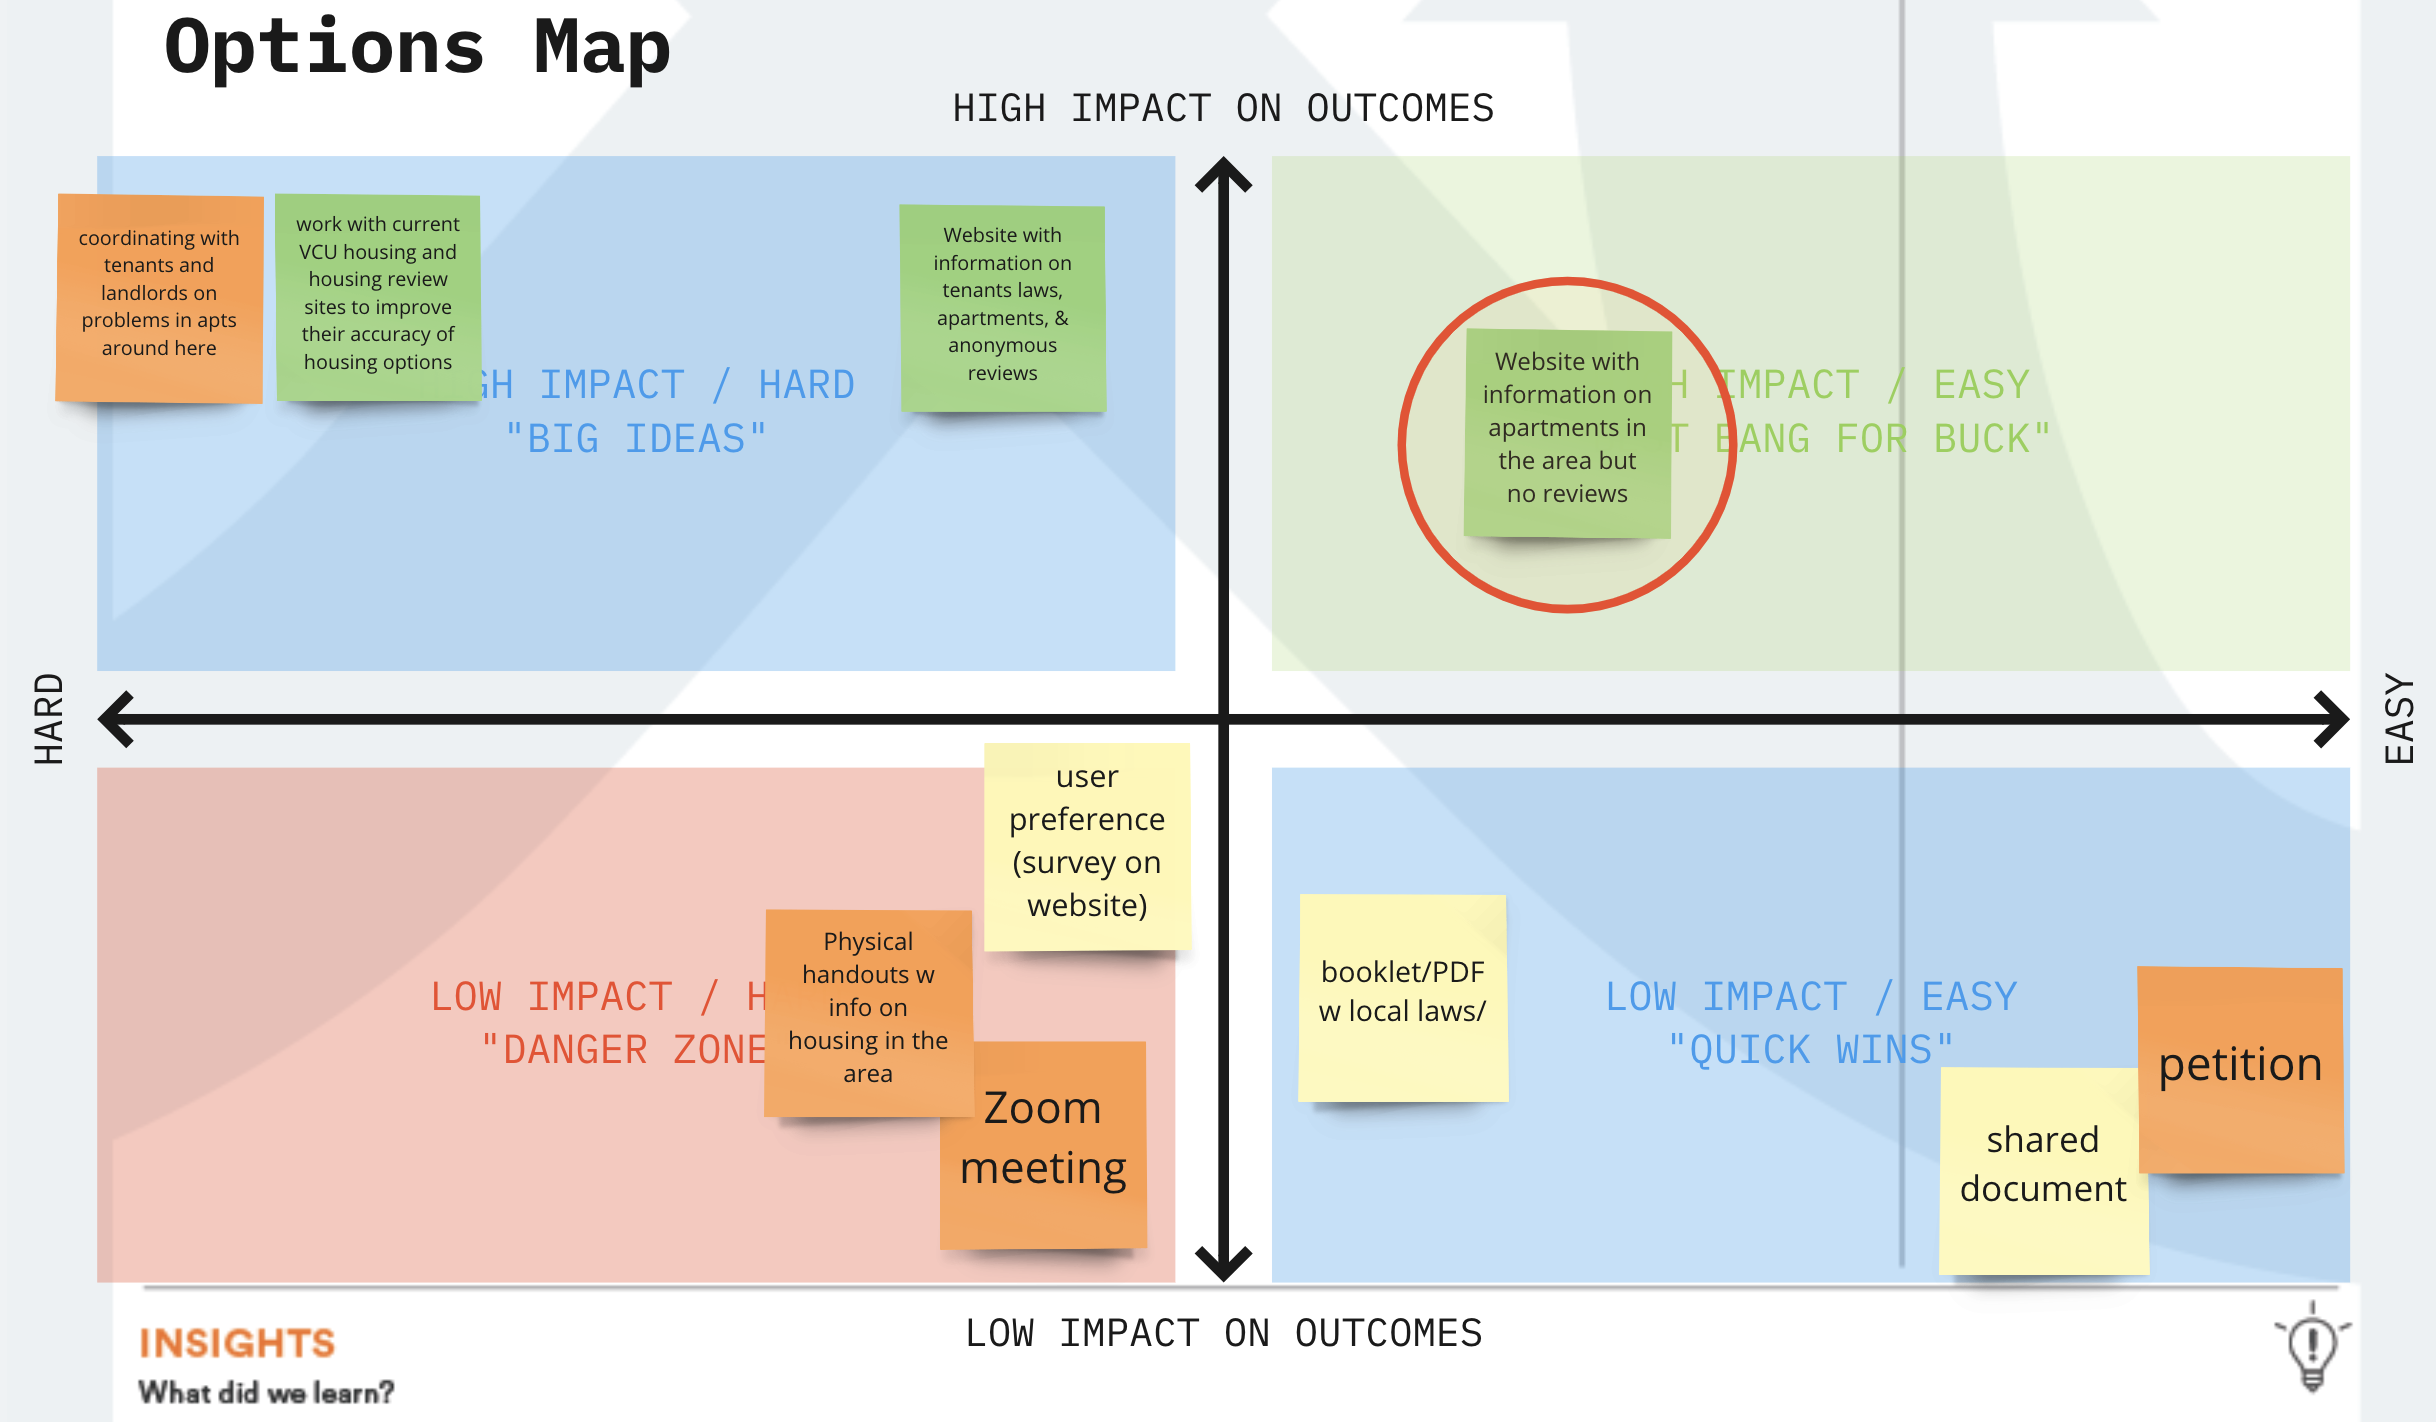 Options Map
HIGH IMPACT ON OUTCOMES
coordinating with
tenants and
landlords on
problems in apts
around here
work with current
VCU housing and
housing review
sites to improve
their accuracy of
housing options
Website with
information on
tenants laws,
apartments, &
anonymous
reviews
GH IMPACT / HARD
"BIG IDEAS"
Website with
information on
apartments in
the area but
no reviews
H IMPACT / EASY
T BANG FOR BUCK"
HARD
EASY
user
preference
(survey on
website)
Physical
handouts w
info on
housing in the
area
Zoom
meeting
LOW IMPACT / H
"DANGER ZONE
booklet/PDF
w local laws/
LOW IMPACT / EASY
"QUICK WINS"
petition
shared
document
LOW IMPACT ON OUTCOMES
INSIGHTS
What did we learn?